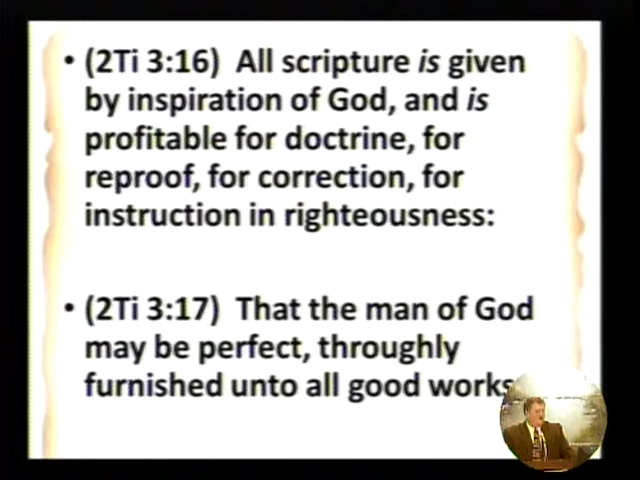 • (2Ti 3:16) All scripture is given
by inspiration of God, and is
profitable for doctrine, for
reproof, for correction, for
instruction in righteousness:
• (2Ti 3:17) That the man of God
may be perfect, throughly
furnished unto all good works